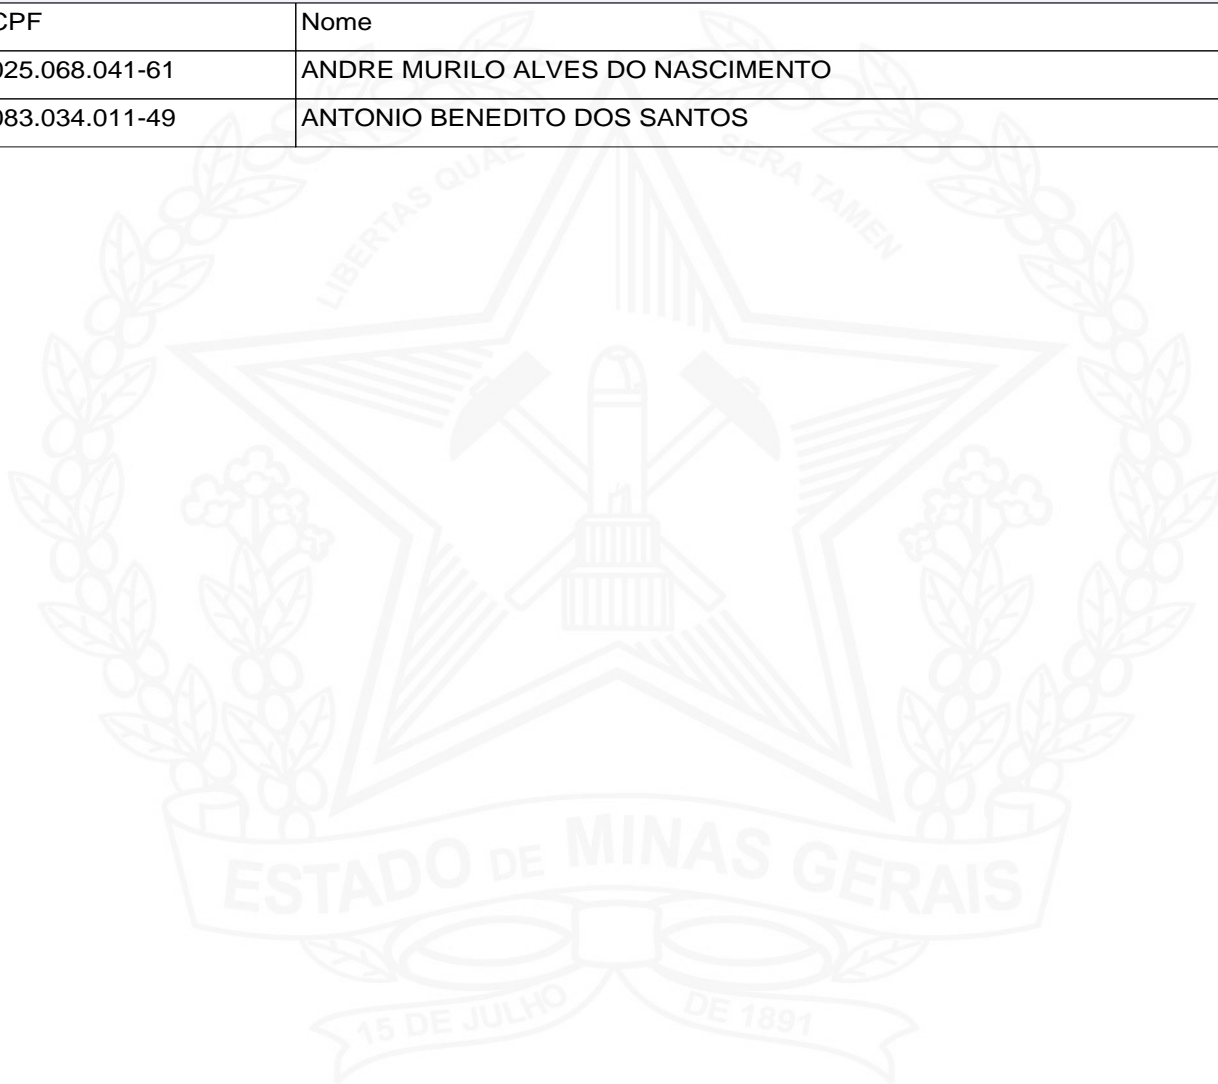 CPF Nome
025.068.041-61 ANDRE MURILO ALVES DO NASCIMENTO
083.034.011-49 ANTONIO BENEDITO DOS SANTOS
LIBERTAS QUAE SERA TAMEN
ESTADO DE MINAS GERAIS
15 DE JULHO DE 1891